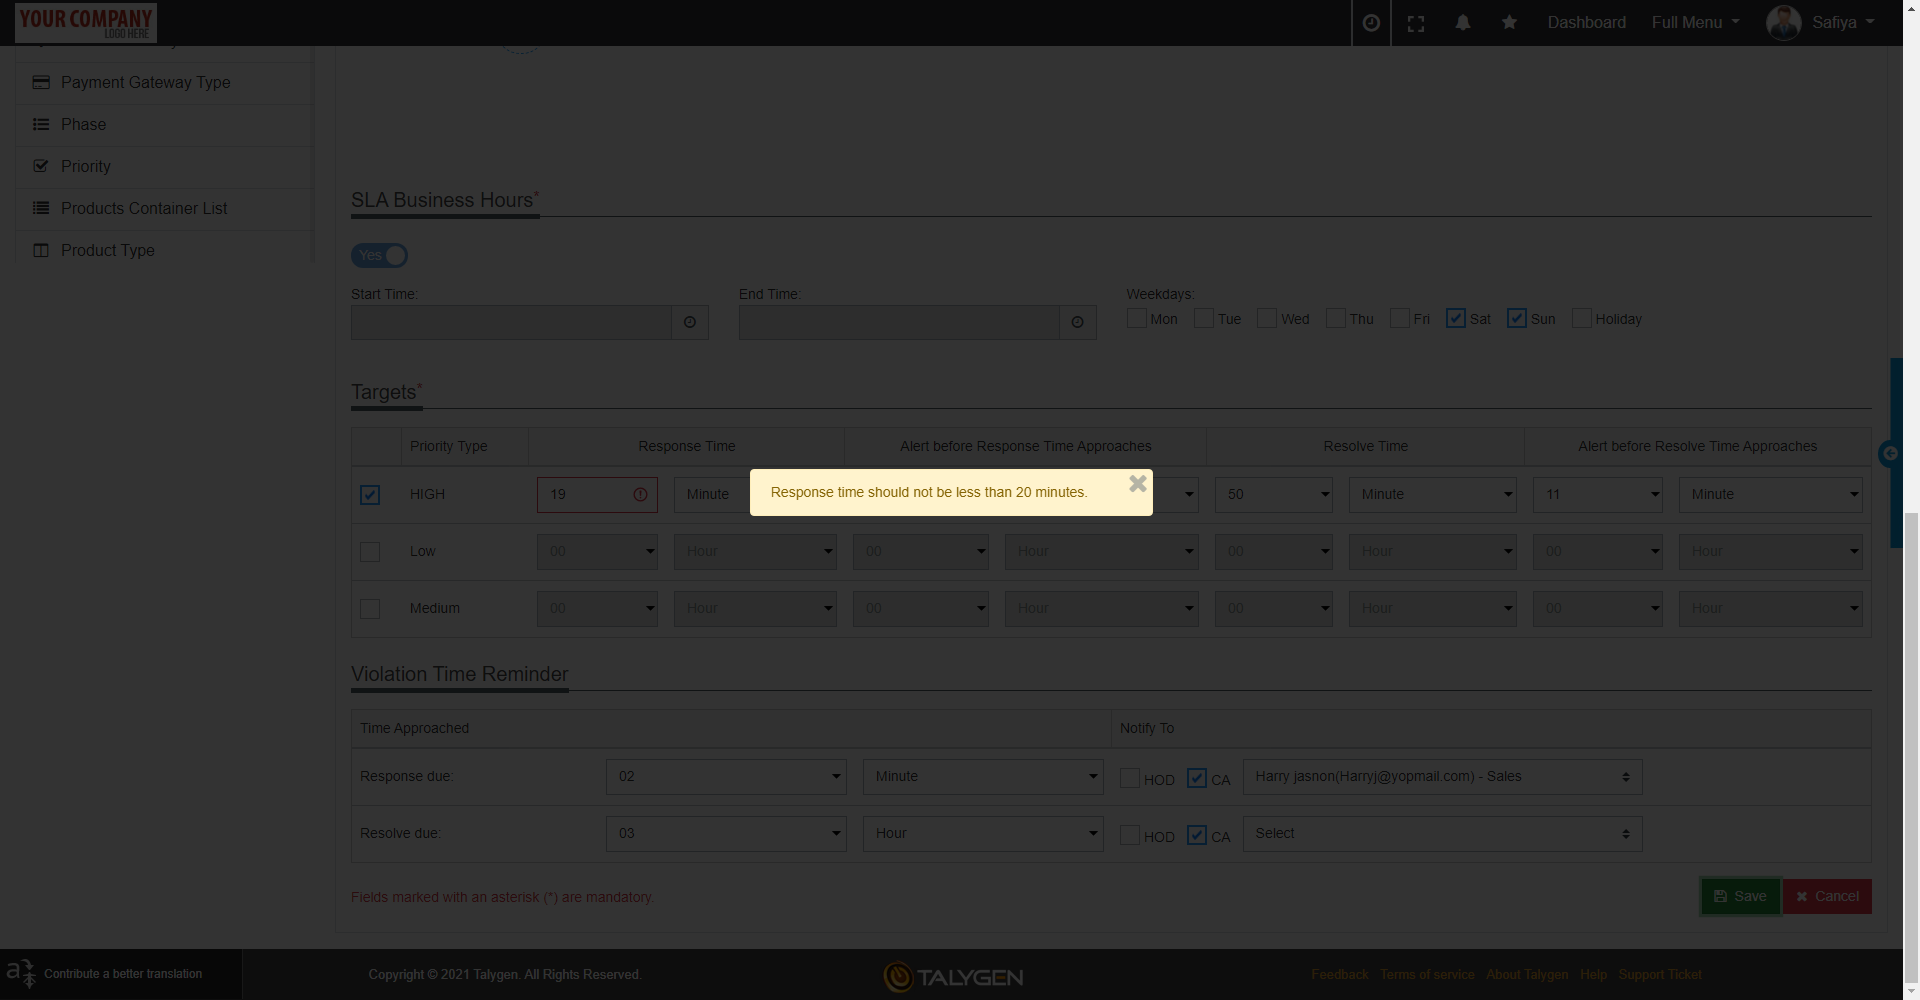 YOUR COMPANY
LOGO HERE
Dashboard
Full Menu
Safiya
Payment Gateway Type
Phase
Priority
Products Container List
Product Type
SLA Business Hours*
Yes
Start Time:
End Time:
Weekdays:
Mon Tue Wed Thu Fri Sat Sun Holiday
Targets*
Priority Type Response Time Alert before Response Time Approaches Resolve Time Alert before Resolve Time Approaches
HIGH 19 Minute 50 Minute 11 Minute
Response time should not be less than 20 minutes.
Low 00 Hour 00 Hour 00 Hour 00 Hour
Medium 00 Hour 00 Hour 00 Hour 00 Hour
Violation Time Reminder
Time Approached Notify To
Response due: 02 Minute HOD CA Harry jasnon(Harryj@yopmail.com) - Sales
Resolve due: 03 Hour HOD CA Select
Fields marked with an asterisk (*) are mandatory.
Save Cancel
Contribute a better translation
Copyright © 2021 Talygen. All Rights Reserved.
TALYGEN
Feedback Terms of service About Talygen Help Support Ticket